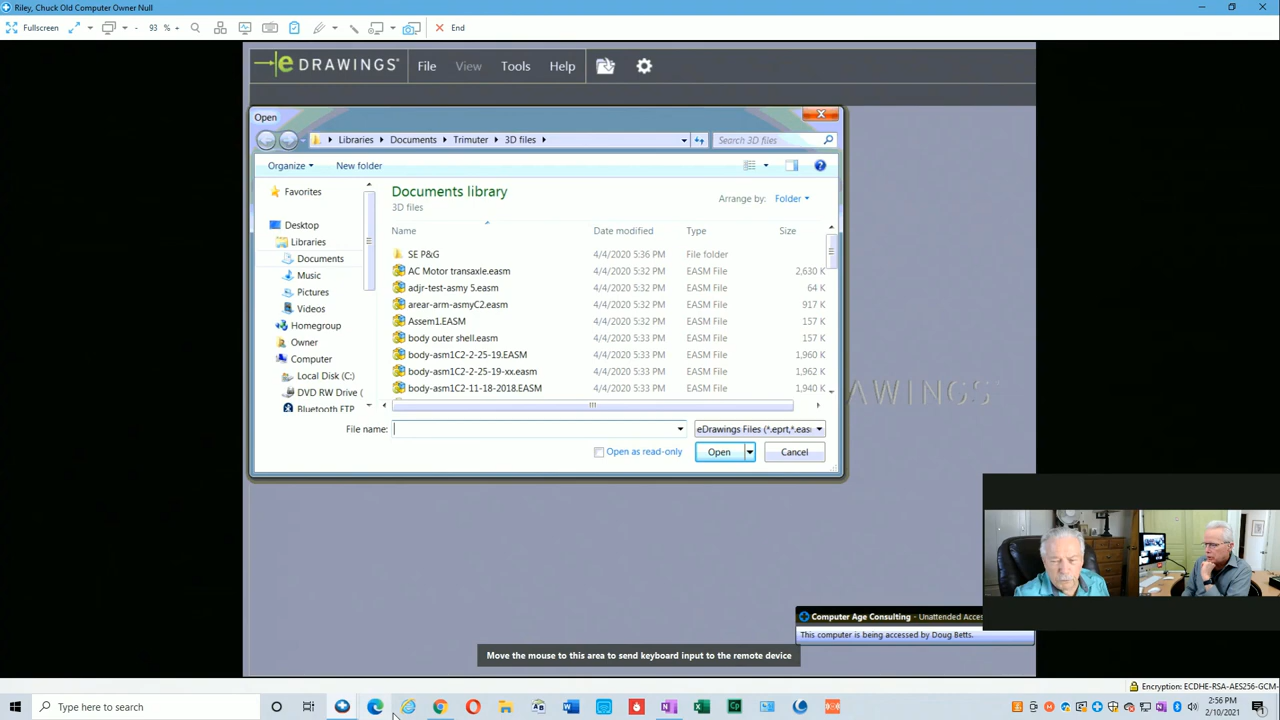 Riley, Chuck Old Computer Owner Null
Fullscreen - 93 % + End
eDRAWINGS® File View Tools Help
Open
Libraries Documents Trimuter 3D files Search 3D files
Organize New folder
Favorites
Desktop
Libraries
Documents
Music
Pictures
Videos
Homegroup
Owner
Computer
Local Disk (C:)
DVD RW Drive (
Bluetooth FTP
Documents library
3D files
Arrange by: Folder
Name Date modified Type Size
SE P&G 4/4/2020 5:36 PM File folder
AC Motor transaxle.easm 4/4/2020 5:32 PM EASM File 2,630 K
adjr-test-asmy 5.easm 4/4/2020 5:32 PM EASM File 64 K
arear-arm-asmyC2.easm 4/4/2020 5:32 PM EASM File 917 K
Assem1.EASM 4/4/2020 5:32 PM EASM File 157 K
body outer shell.easm 4/4/2020 5:33 PM EASM File 157 K
body-asm1C2-2-25-19.EASM 4/4/2020 5:33 PM EASM File 1,960 K
body-asm1C2-2-25-19-xx.easm 4/4/2020 5:33 PM EASM File 1,962 K
body-asm1C2-11-18-2018.EASM 4/4/2020 5:33 PM EASM File 1,940 K
File name: eDrawings Files (*.eprt,*.eas
Open as read-only Open Cancel
AWINGS
Computer Age Consulting - Unattended Acces
This computer is being accessed by Doug Betts.
Move the mouse to this area to send keyboard input to the remote device
Encryption: ECDHE-RSA-AES256-GCM-
Type here to search
2:56 PM
2/10/2021